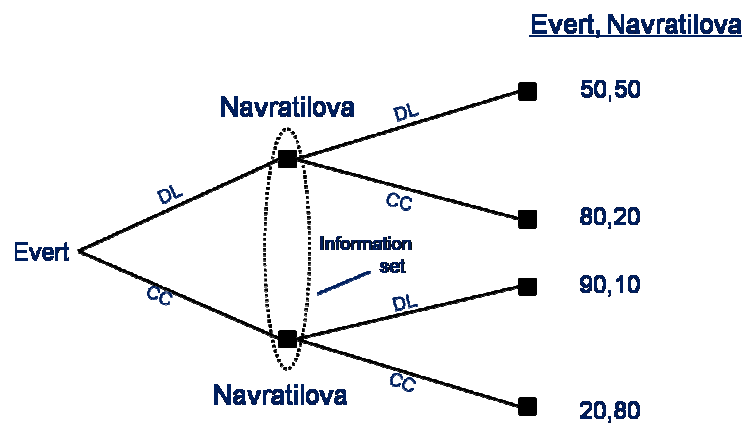 Evert, Navratilova
50,50
Navratilova
DL
DL
CC
80,20
Evert
Information
set
CC
DL
90,10
Navratilova
CC
20,80